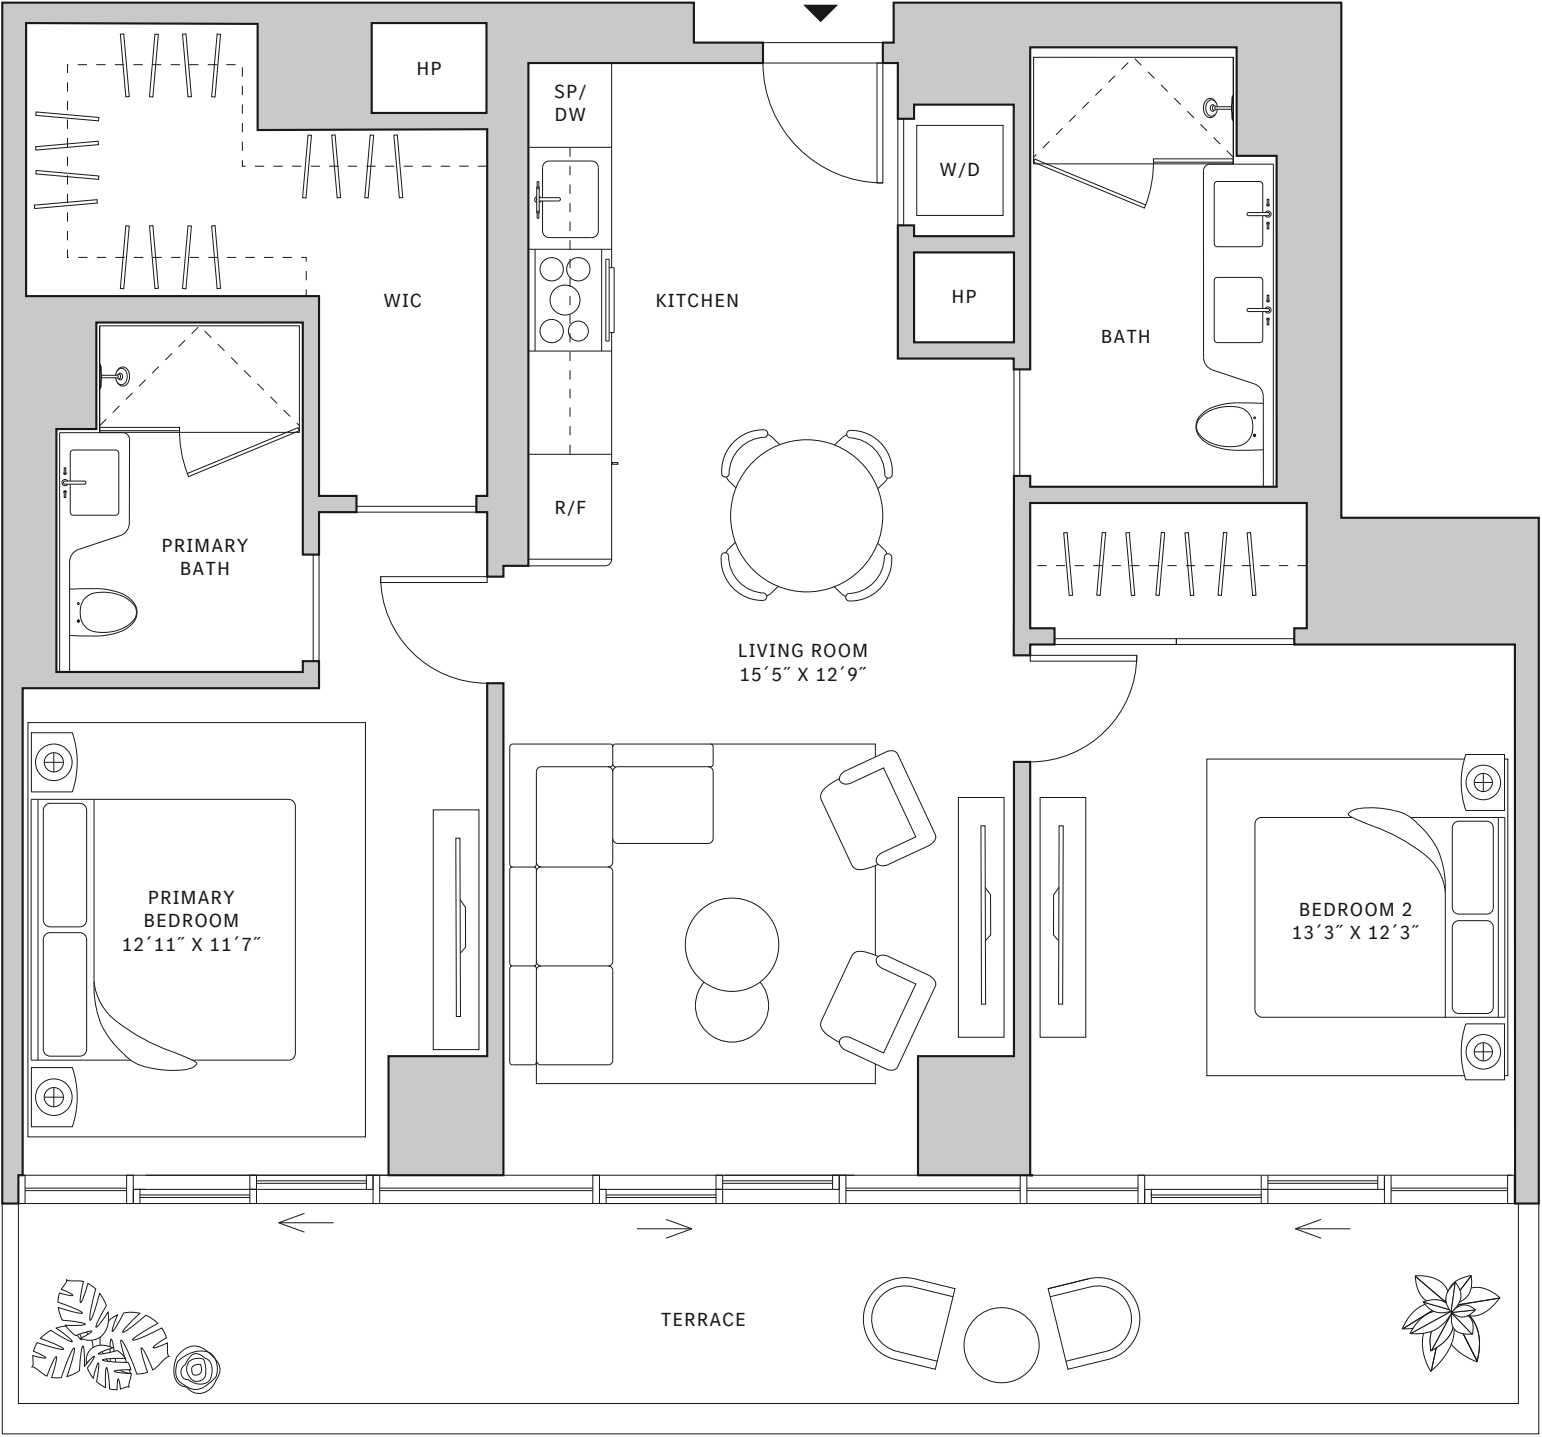 HP
SP/
DW
W/D
WIC
KITCHEN
HP
BATH
R/F
PRIMARY
BATH
LIVING ROOM
15´5˝ X 12´9˝
PRIMARY
BEDROOM
12´11˝ X 11´7˝
BEDROOM 2
13´3˝ X 12´3˝
TERRACE